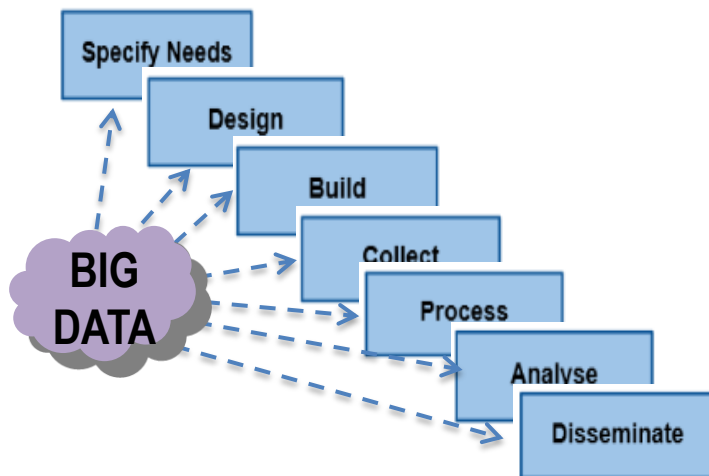 Specify Needs
Design
Build
Collect
Process
Analyse
Disseminate
BIG
DATA